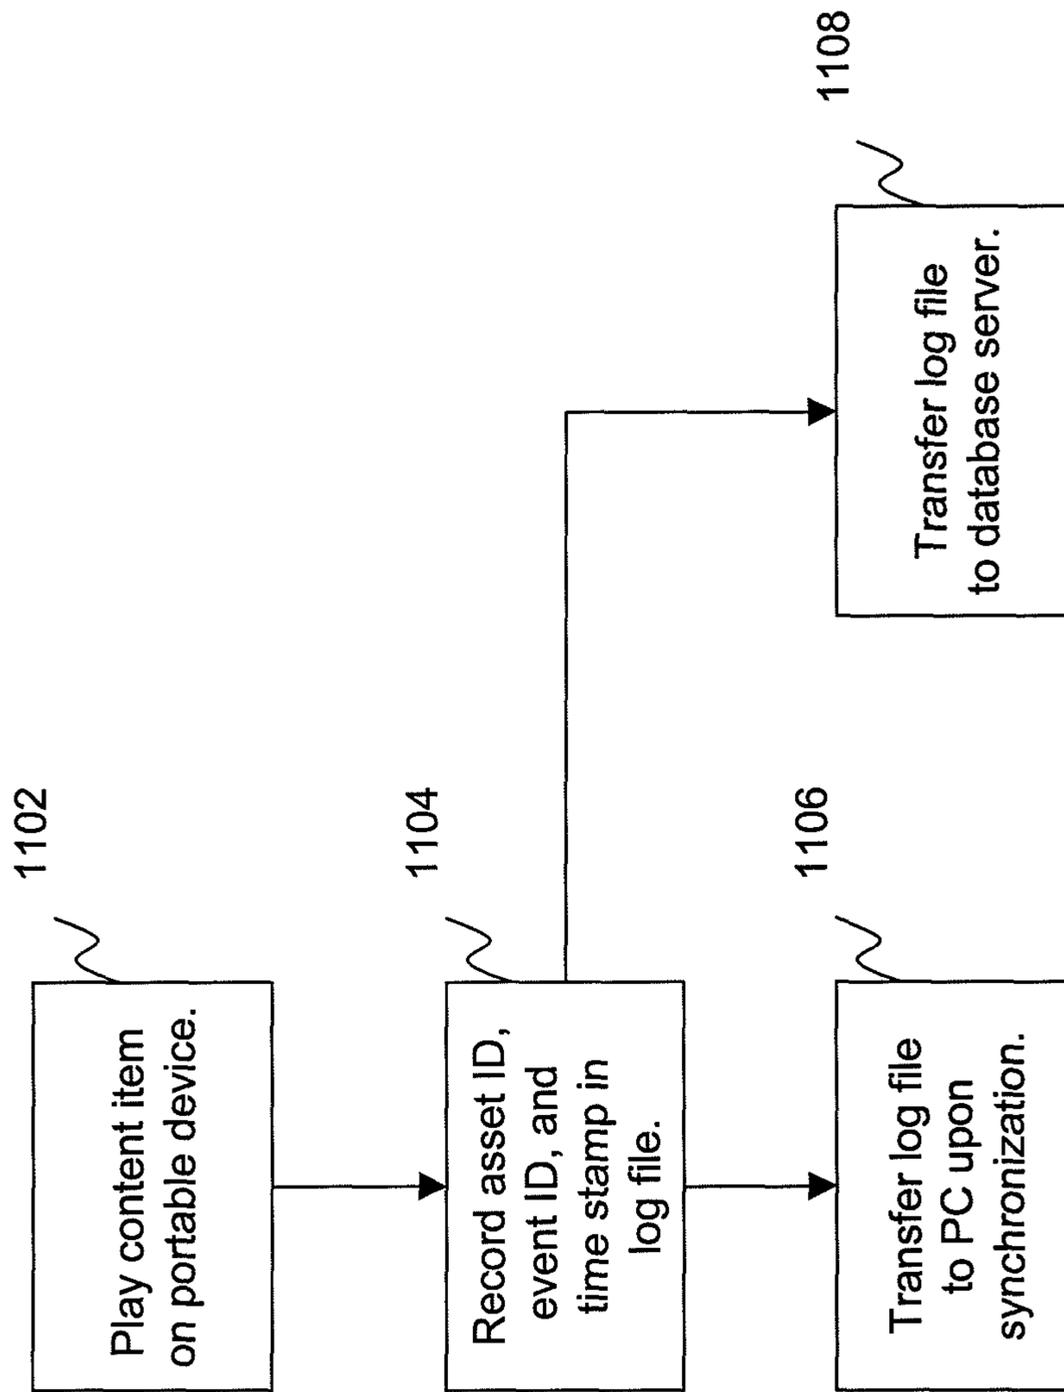 1102
Play content item
on portable device.
1104
Record asset ID,
event ID, and
time stamp in
log file.
1106
Transfer log file
to PC upon
synchronization.
1108
Transfer log file
to database server.